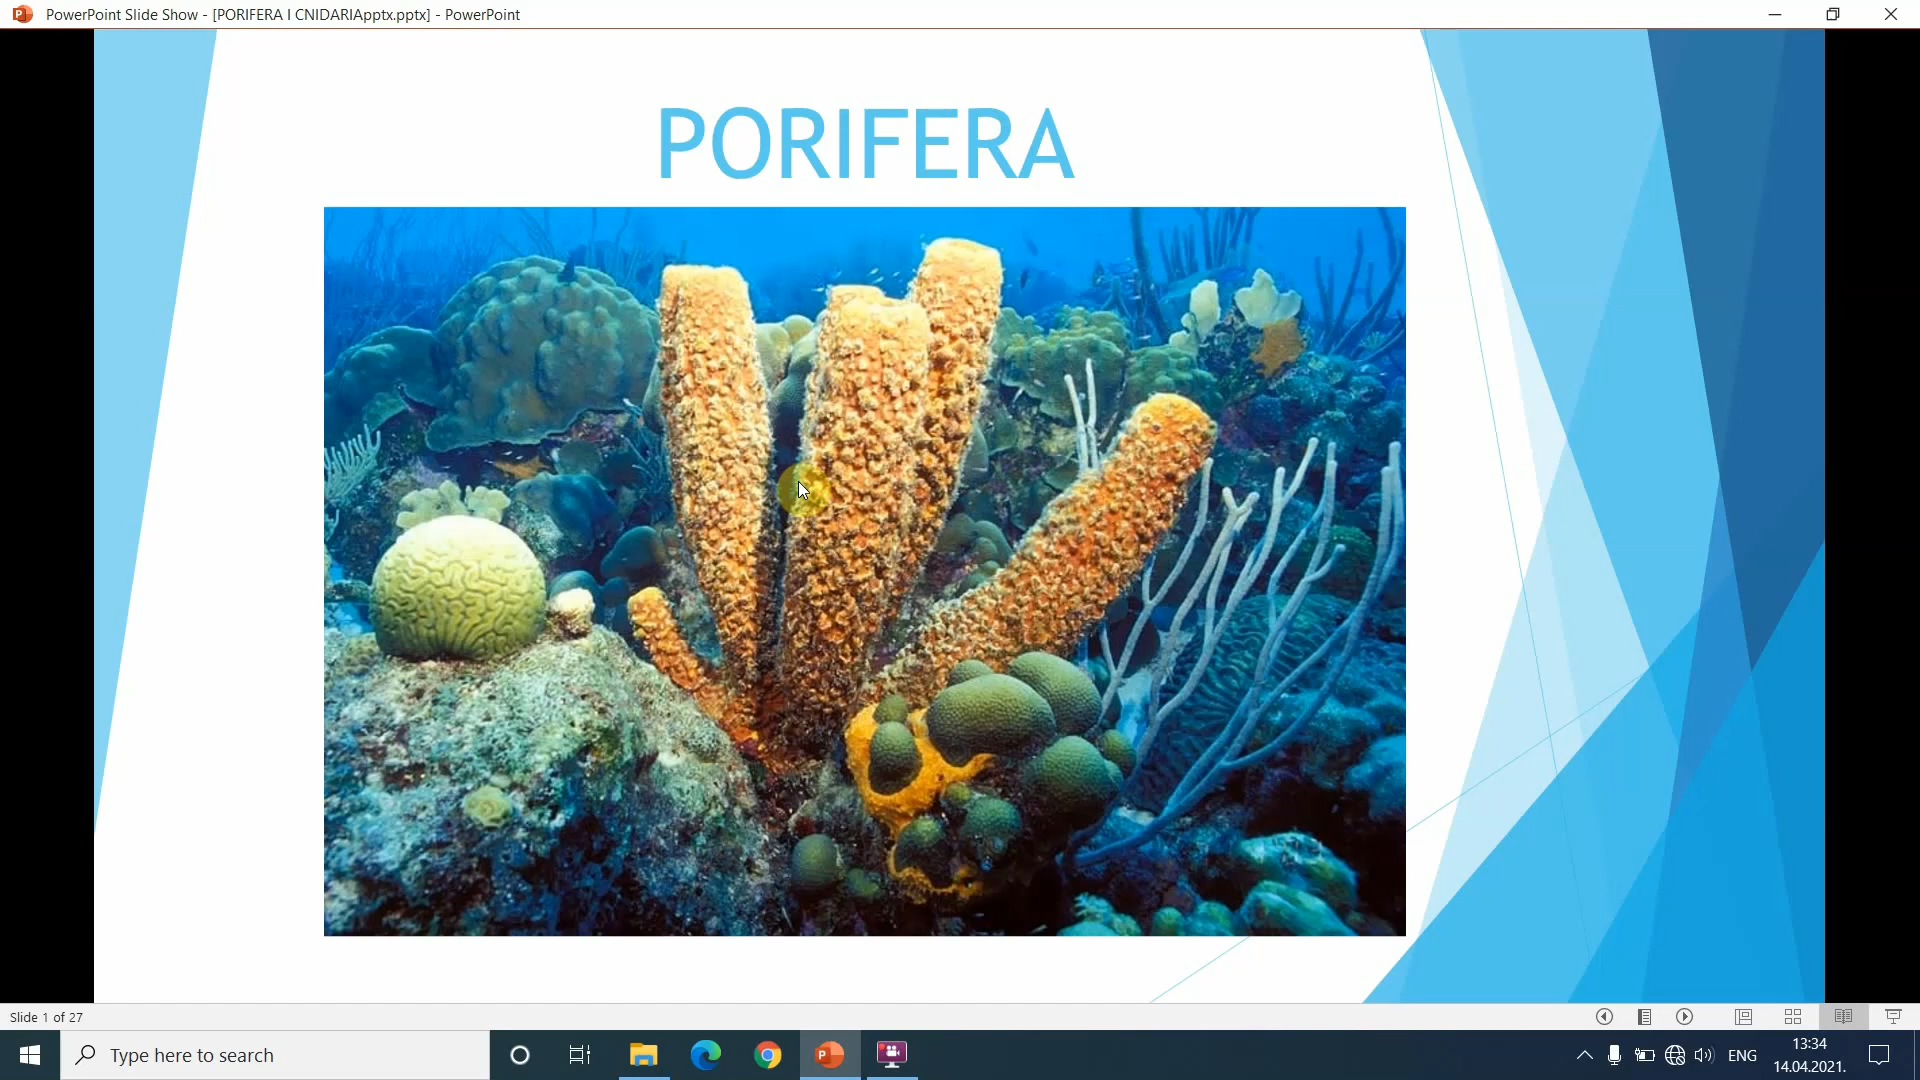 PowerPoint Slide Show - [PORIFERA I CNIDARIApptx.pptx] - PowerPoint
PORIFERA
Slide 1 of 27
Type here to search
ENG
13:34
14.04.2021.